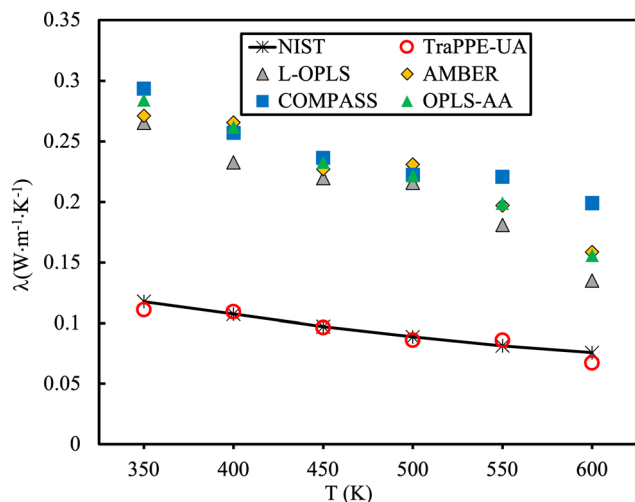 NIST
TraPPE-UA
L-OPLS
AMBER
COMPASS
OPLS-AA
0.35
0.3
0.25
0.2
0.15
0.1
0.05
0
λ(W·m⁻¹·K⁻¹)
350 400 450 500 550 600
T (K)